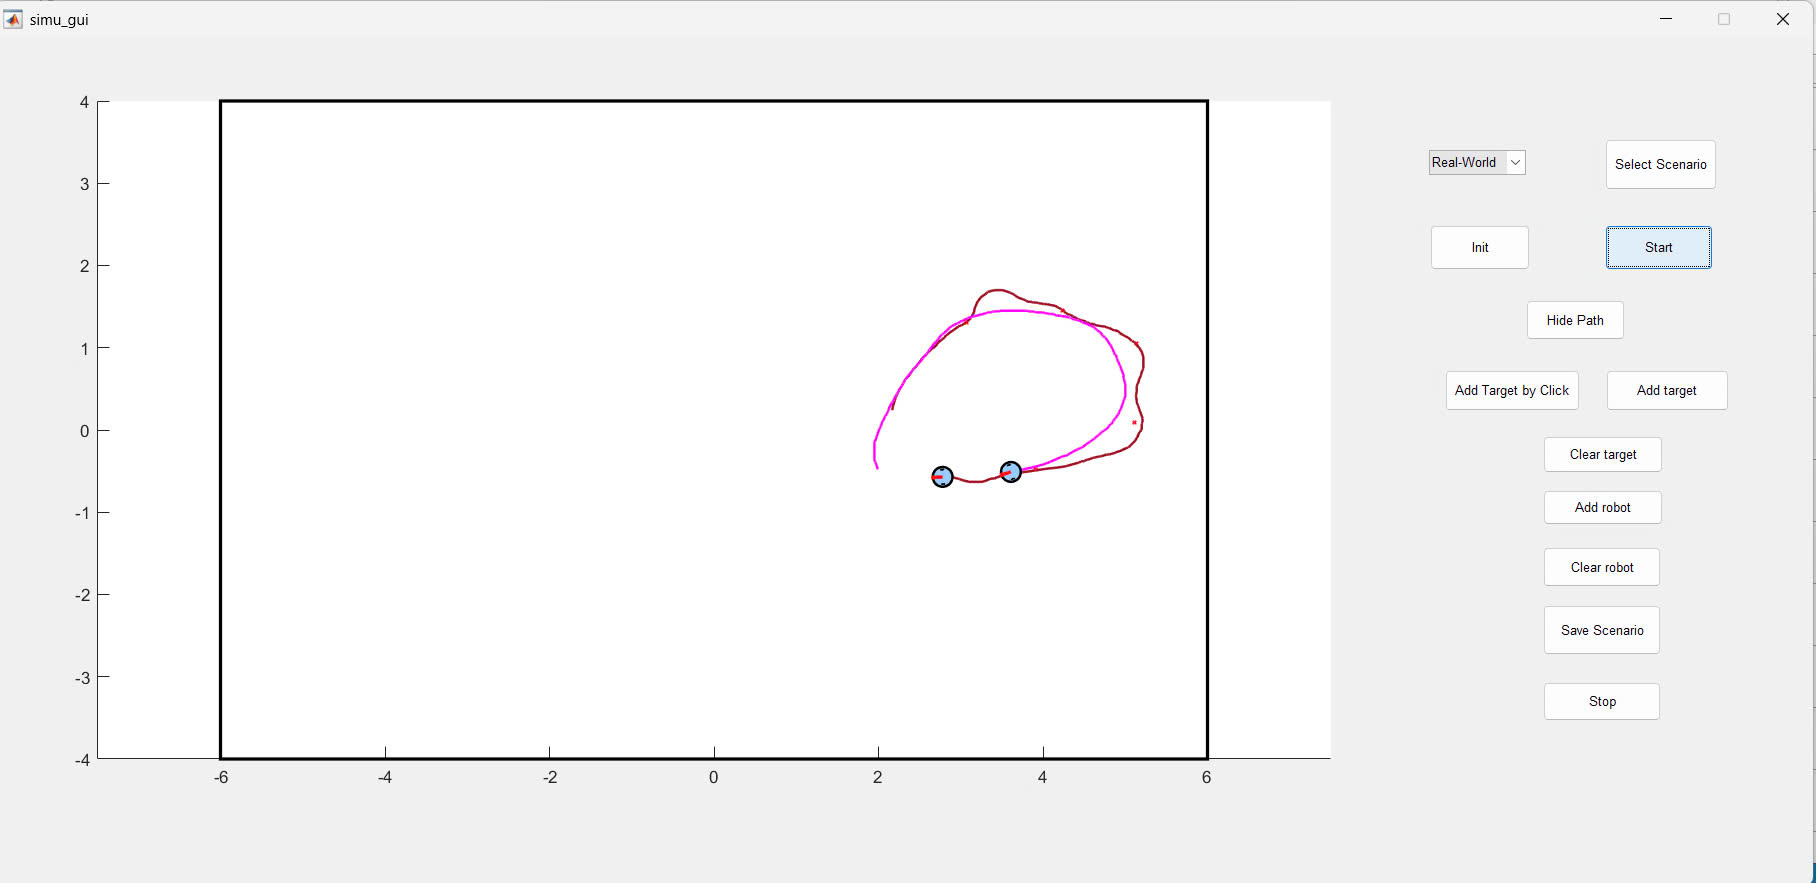 simu_gui
4
3
2
1
0
-1
-2
-3
-4
-6
-4
-2
0
2
4
6
Real-World
Select Scenario
Init
Start
Hide Path
Add Target by Click
Add target
Clear target
Add robot
Clear robot
Save Scenario
Stop